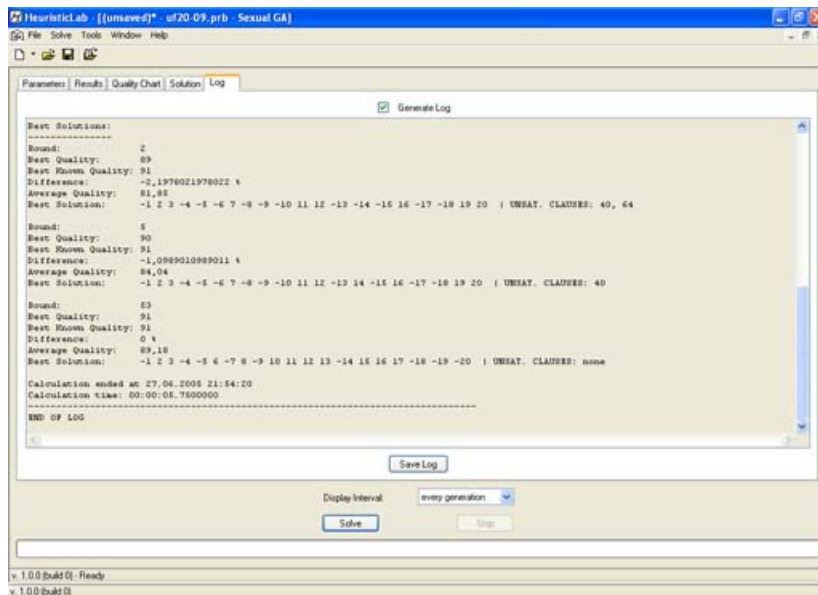 HeuristicLab - [(unsaved)* - uf20-09.prb - Sexual GA]
File Solve Tools Window Help
Parameters Results Quality Chart Solution Log
Generate Log
Best Solutions:
----------------
Round: 2
Best Quality: 89
Best Known Quality: 91
Difference: -2,1978021978022 %
Average Quality: 81,85
Best Solution: -1 2 3 -4 -5 -6 7 -8 -9 -10 11 12 -13 -14 -15 16 -17 -18 19 20 | UNSAT. CLAUSES: 40, 64
Round: 5
Best Quality: 90
Best Known Quality: 91
Difference: -1,0989010989011 %
Average Quality: 84,04
Best Solution: -1 2 3 -4 -5 -6 7 -8 -9 -10 11 12 -13 14 -15 16 -17 -18 19 20 | UNSAT. CLAUSES: 40
Round: 53
Best Quality: 91
Best Known Quality: 91
Difference: 0 %
Average Quality: 89,18
Best Solution: -1 2 3 -4 -5 6 -7 8 -9 10 11 12 13 -14 15 16 17 -18 -19 -20 | UNSAT. CLAUSES: none
Calculation ended at 27.06.2005 21:54:20
Calculation time: 00:00:05.7500000
END OF LOG
Save Log
Display Interval: every generation
Solve Stop
v. 1.0.0 (build 0) - Ready
v. 1.0.0 (build 0)